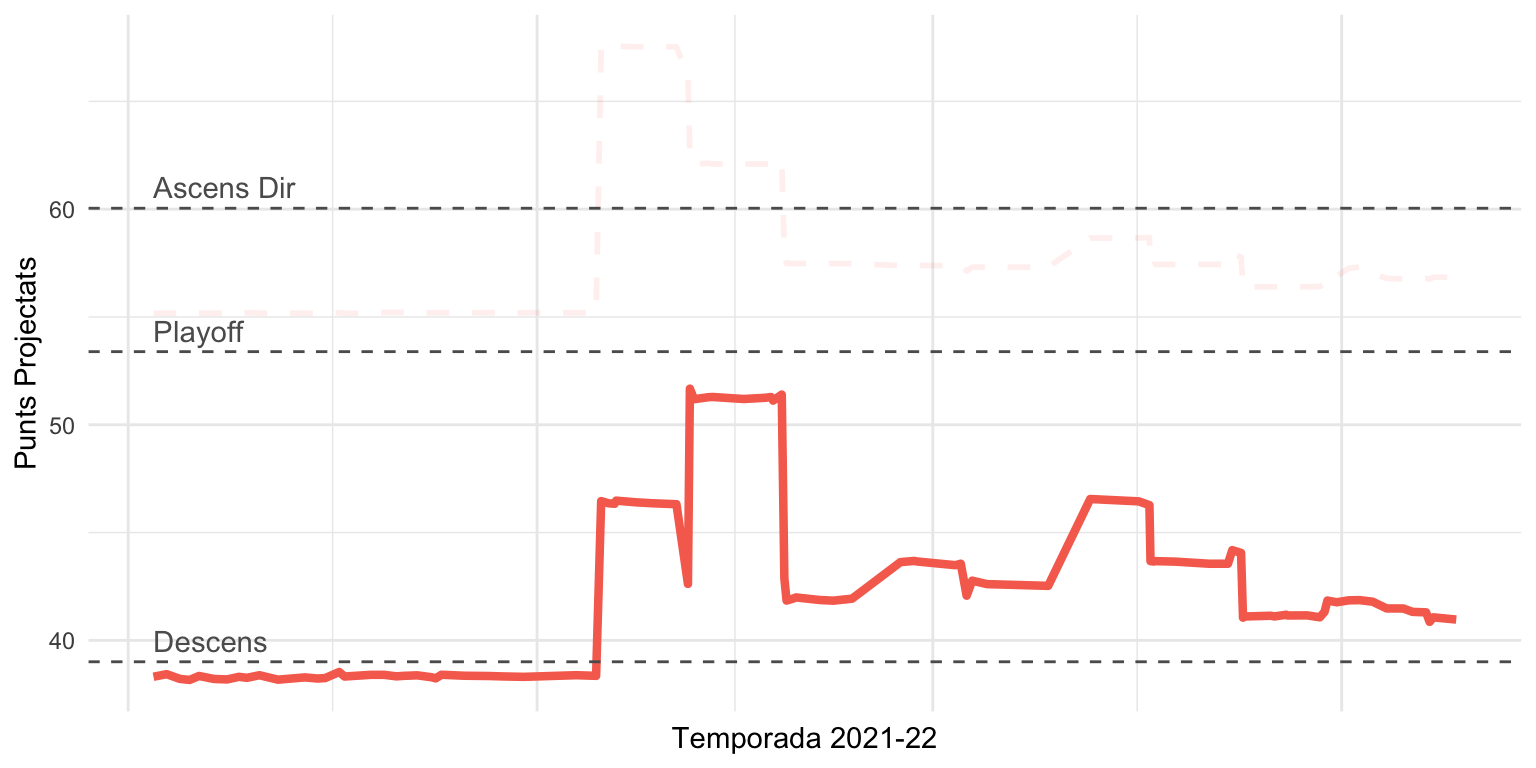 Ascens Dir
60
Playoff
50
Descens
40
Punts Projectats
Temporada 2021-22